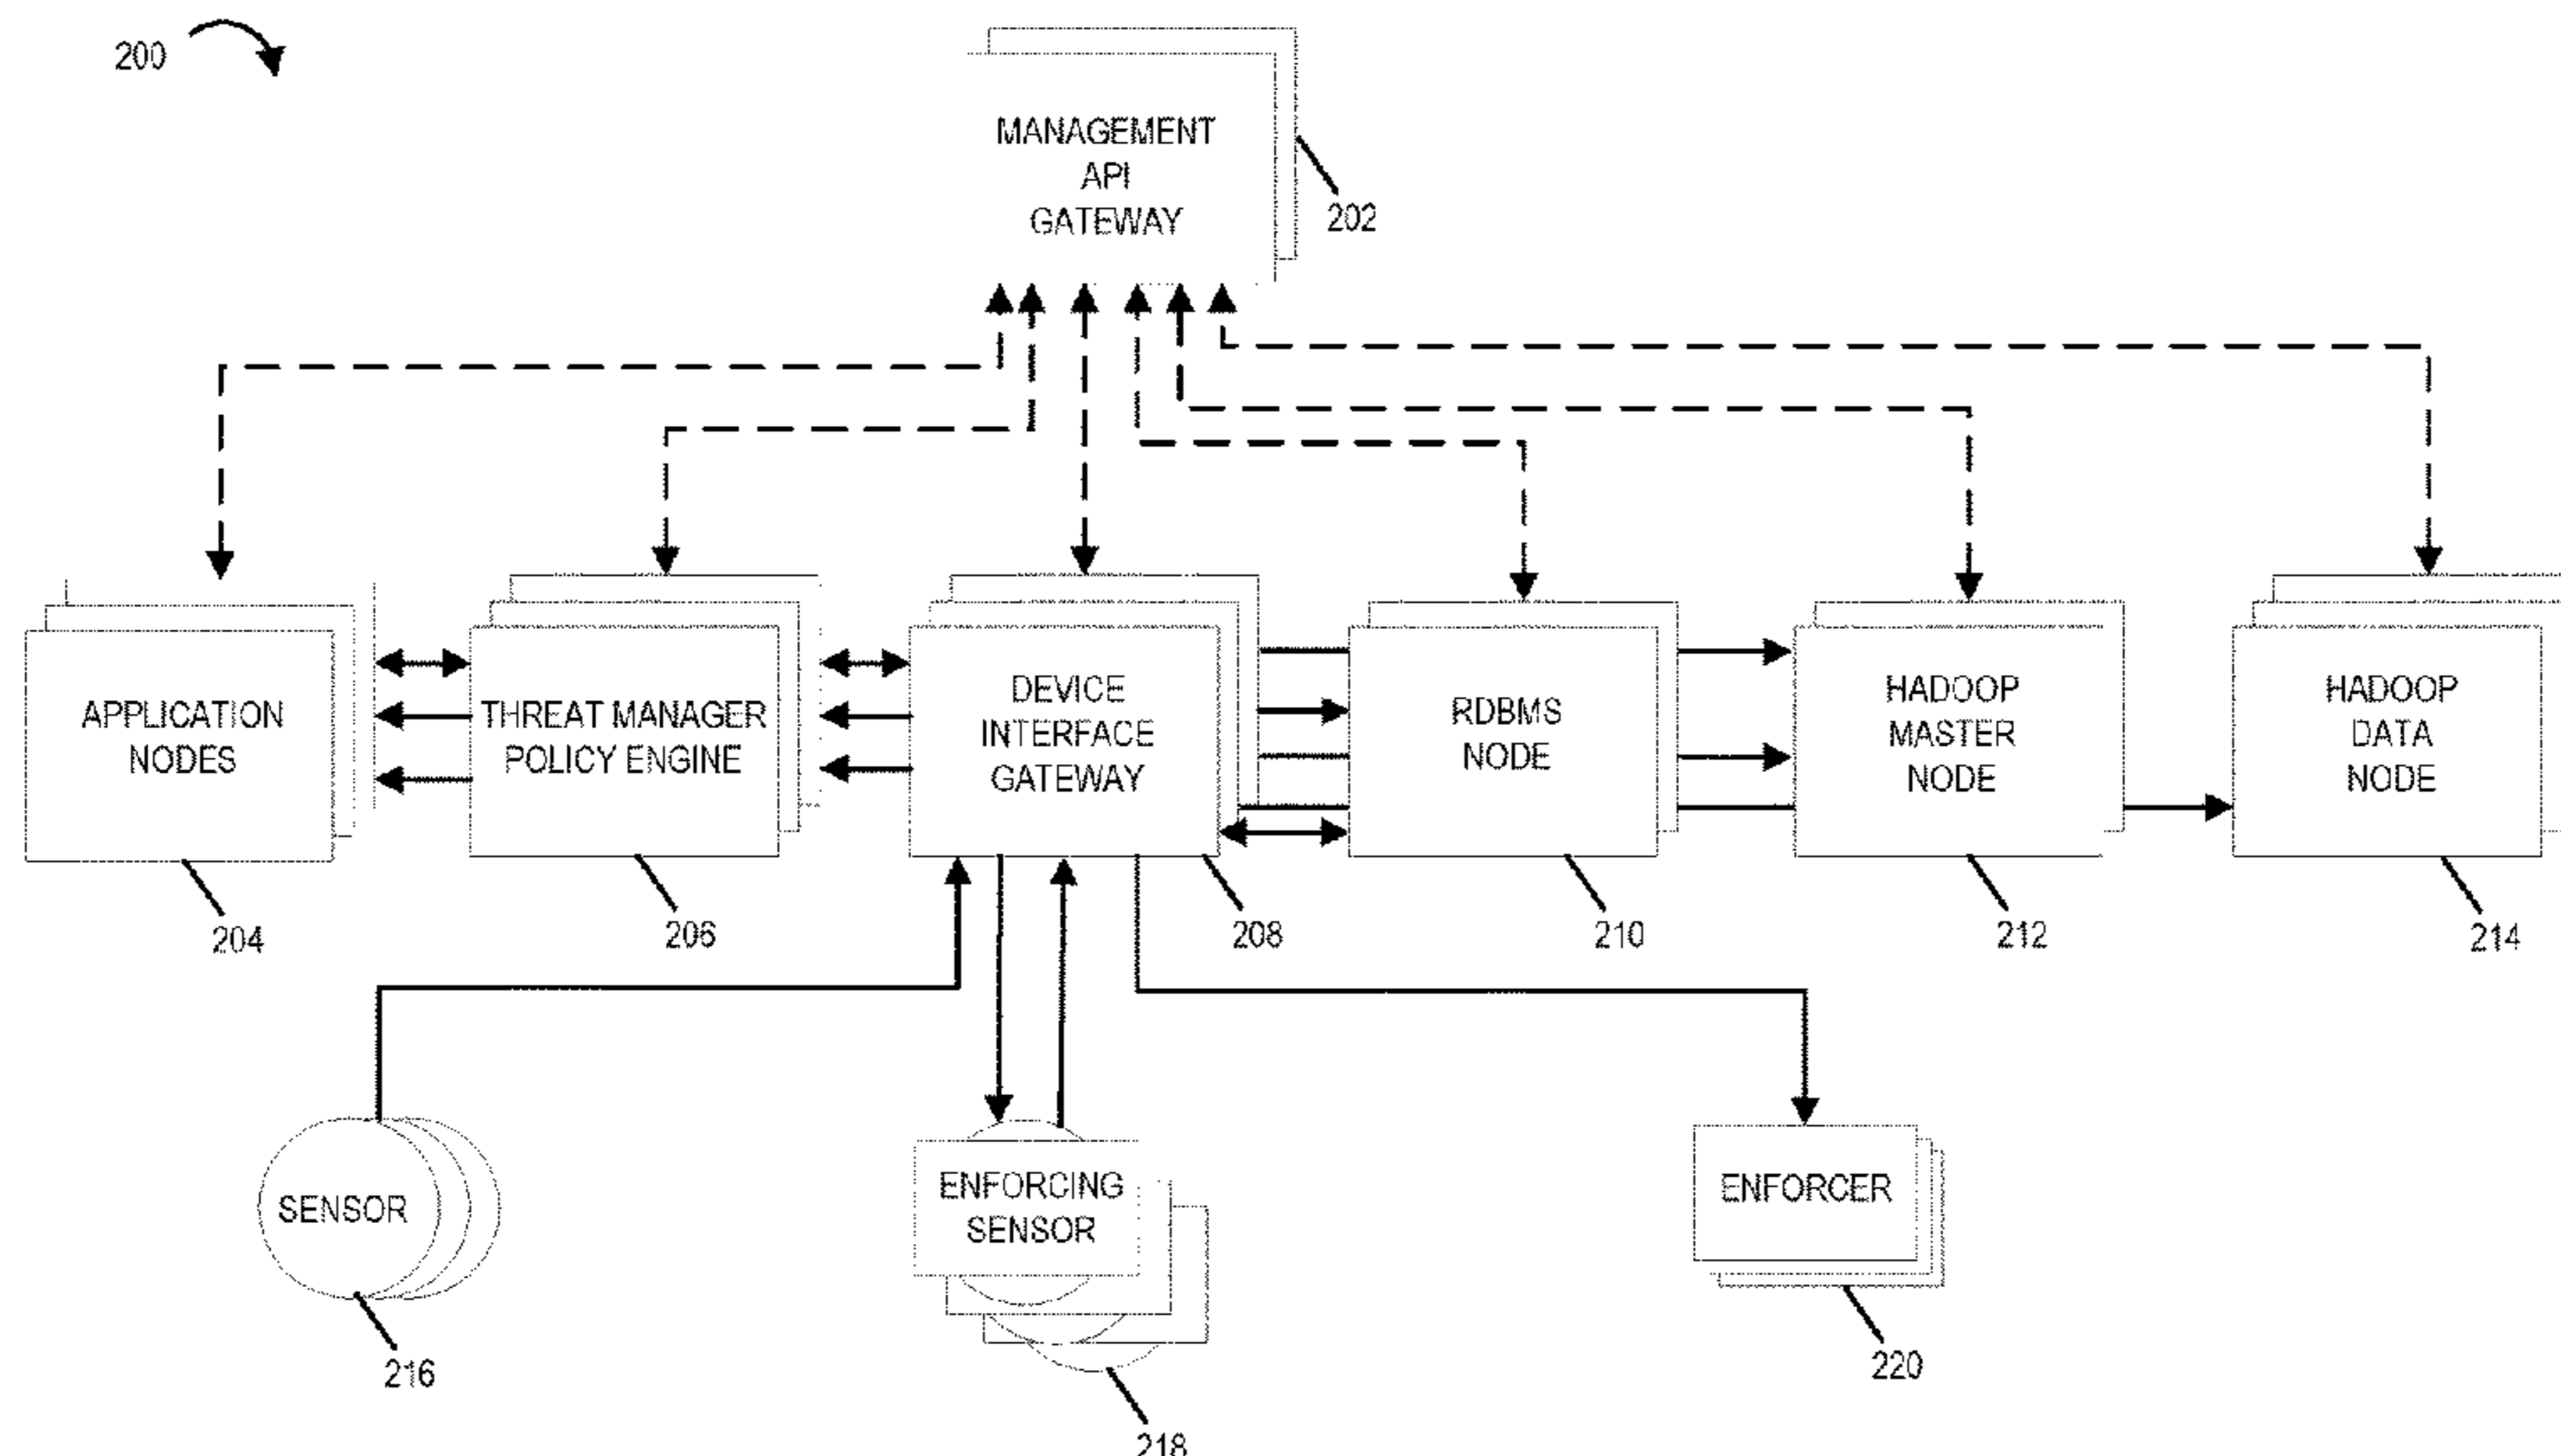 200
MANAGEMENT
API
GATEWAY
202
APPLICATION
NODES
THREAT MANAGER
POLICY ENGINE
DEVICE
INTERFACE
GATEWAY
RDBMS
NODE
HADOOP
MASTER
NODE
HADOOP
DATA
NODE
204
206
208
210
212
214
SENSOR
ENFORCING
SENSOR
ENFORCER
216
218
220